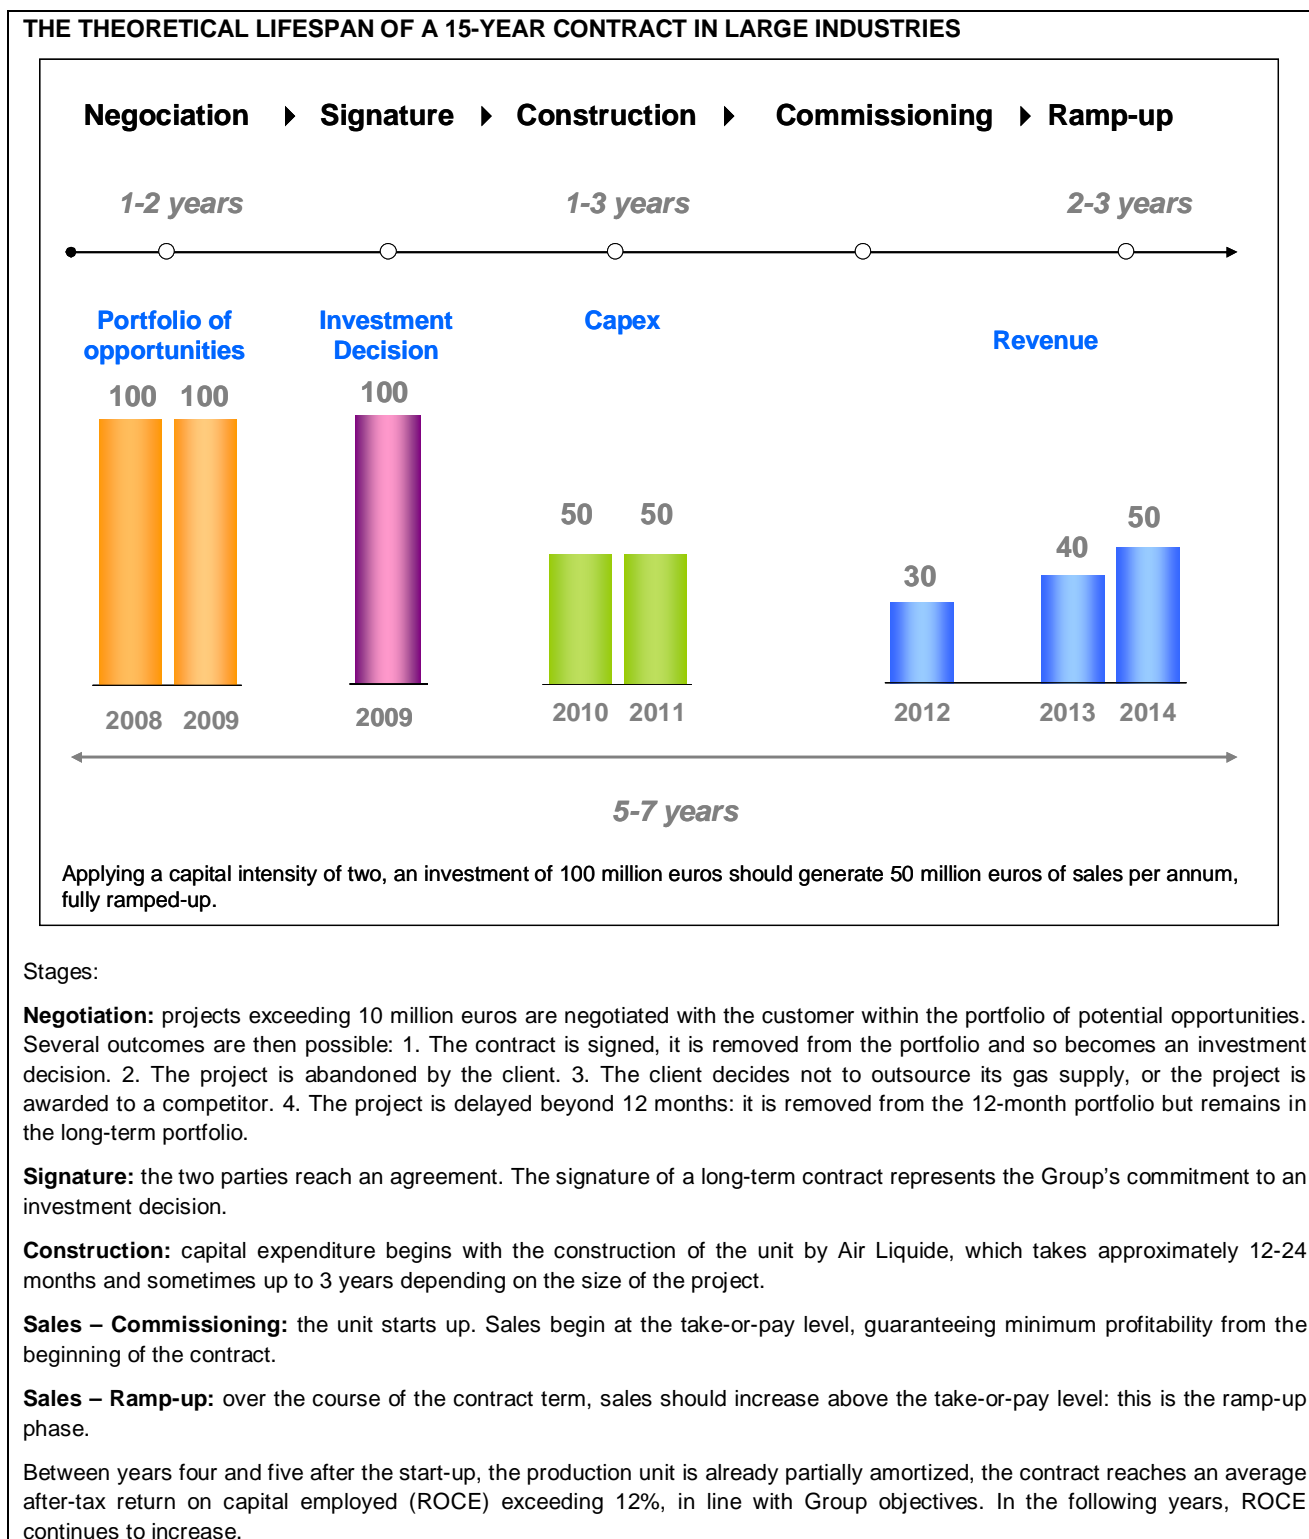 THE THEORETICAL LIFESPAN OF A 15-YEAR CONTRACT IN LARGE INDUSTRIES
Negociation Signature Construction Commissioning Ramp-up
1-2 years 1-3 years 2-3 years
Portfolio of opportunities
Investment Decision
Capex
Revenue
100 100
100
50 50
30
40
50
2008 2009
2009
2010 2011
2012
2013 2014
5-7 years
Applying a capital intensity of two, an investment of 100 million euros should generate 50 million euros of sales per annum,
fully ramped-up.
Stages:
Negotiation: projects exceeding 10 million euros are negotiated with the customer within the portfolio of potential opportunities.
Several outcomes are then possible: 1. The contract is signed, it is removed from the portfolio and so becomes an investment
decision. 2. The project is abandoned by the client. 3. The client decides not to outsource its gas supply, or the project is
awarded to a competitor. 4. The project is delayed beyond 12 months: it is removed from the 12-month portfolio but remains in
the long-term portfolio.
Signature: the two parties reach an agreement. The signature of a long-term contract represents the Group's commitment to an
investment decision.
Construction: capital expenditure begins with the construction of the unit by Air Liquide, which takes approximately 12-24
months and sometimes up to 3 years depending on the size of the project.
Sales – Commissioning: the unit starts up. Sales begin at the take-or-pay level, guaranteeing minimum profitability from the
beginning of the contract.
Sales – Ramp-up: over the course of the contract term, sales should increase above the take-or-pay level: this is the ramp-up
phase.
Between years four and five after the start-up, the production unit is already partially amortized, the contract reaches an average
after-tax return on capital employed (ROCE) exceeding 12%, in line with Group objectives. In the following years, ROCE
continues to increase.